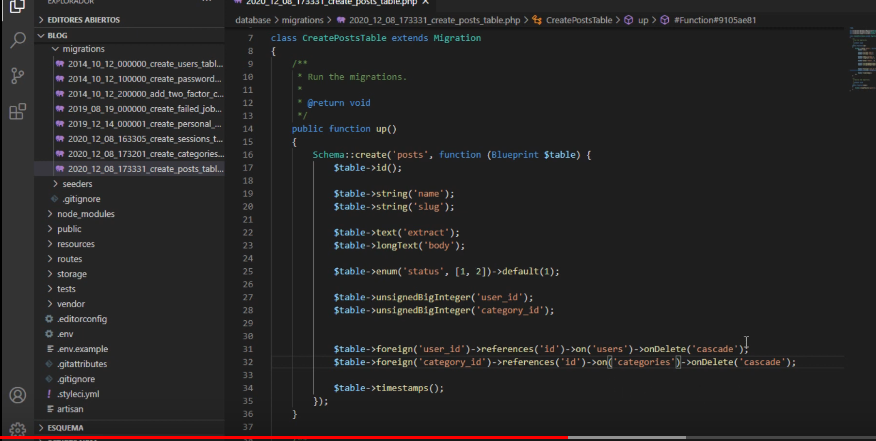 EXPLORADOR
EDITORES ABIERTOS
BLOG
migrations
2014_10_12_000000_create_users_tabl...
2014_10_12_100000_create_password...
2014_10_12_200000_add_two_factor_c...
2019_08_19_000000_create_failed_job...
2019_12_14_000001_create_personal_...
2020_12_08_163305_create_sessions_t...
2020_12_08_173201_create_categories...
2020_12_08_173331_create_posts_tabl...
seeders
.gitignore
node_modules
public
resources
routes
storage
tests
vendor
.editorconfig
.env
.env.example
.gitattributes
.gitignore
.styleci.yml
artisan
ESQUEMA
2020_12_08_173331_create_posts_table.php
database > migrations > 2020_12_08_173331_create_posts_table.php > CreatePostsTable > up > #Function#9105ae81
7 class CreatePostsTable extends Migration
8 {
9 /**
10 * Run the migrations.
11 *
12 * @return void
13 */
14 public function up()
15 {
16 Schema::create('posts', function (Blueprint $table) {
17 $table->id();
18
19 $table->string('name');
20 $table->string('slug');
21
22 $table->text('extract');
23 $table->longText('body');
24
25 $table->enum('status', [1, 2])->default(1);
26
27 $table->unsignedBigInteger('user_id');
28 $table->unsignedBigInteger('category_id');
29
30
31 $table->foreign('user_id')->references('id')->on('users')->onDelete('cascade');
32 $table->foreign('category_id')->references('id')->on('categories')->onDelete('cascade');
33
34 $table->timestamps();
35 });
36 }
37